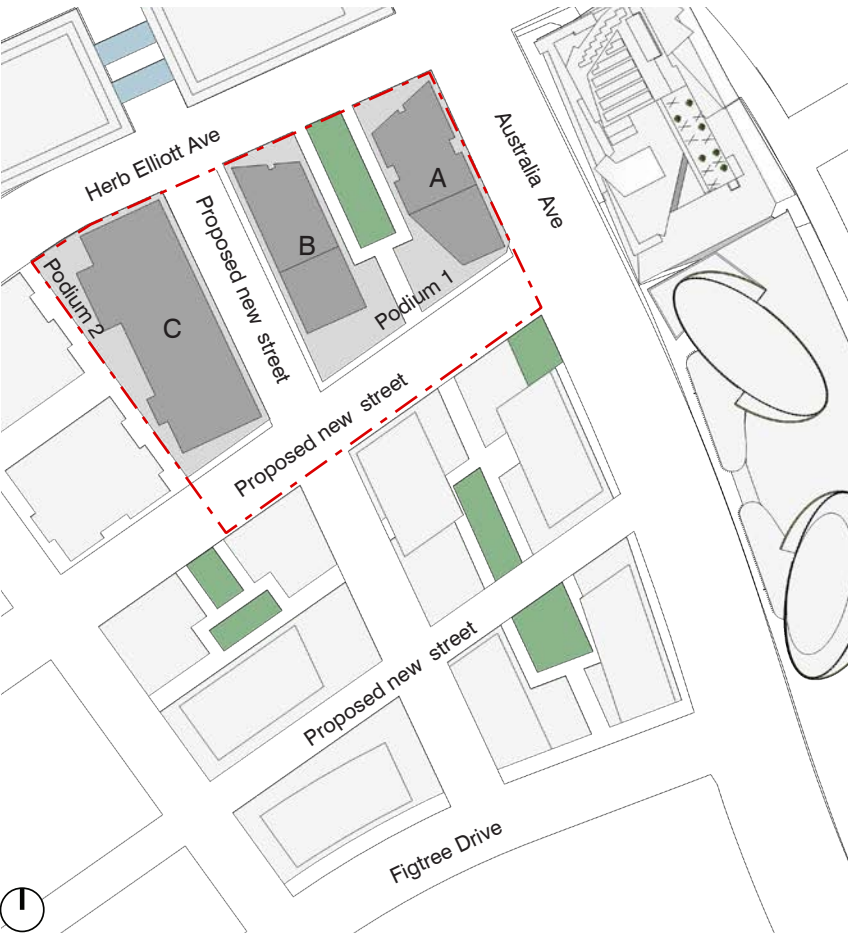 Herb Elliott Ave
Australia Ave
A
Proposed new street
B
Podium 2
Podium 1
C
Proposed new street
Proposed new street
Figtree Drive